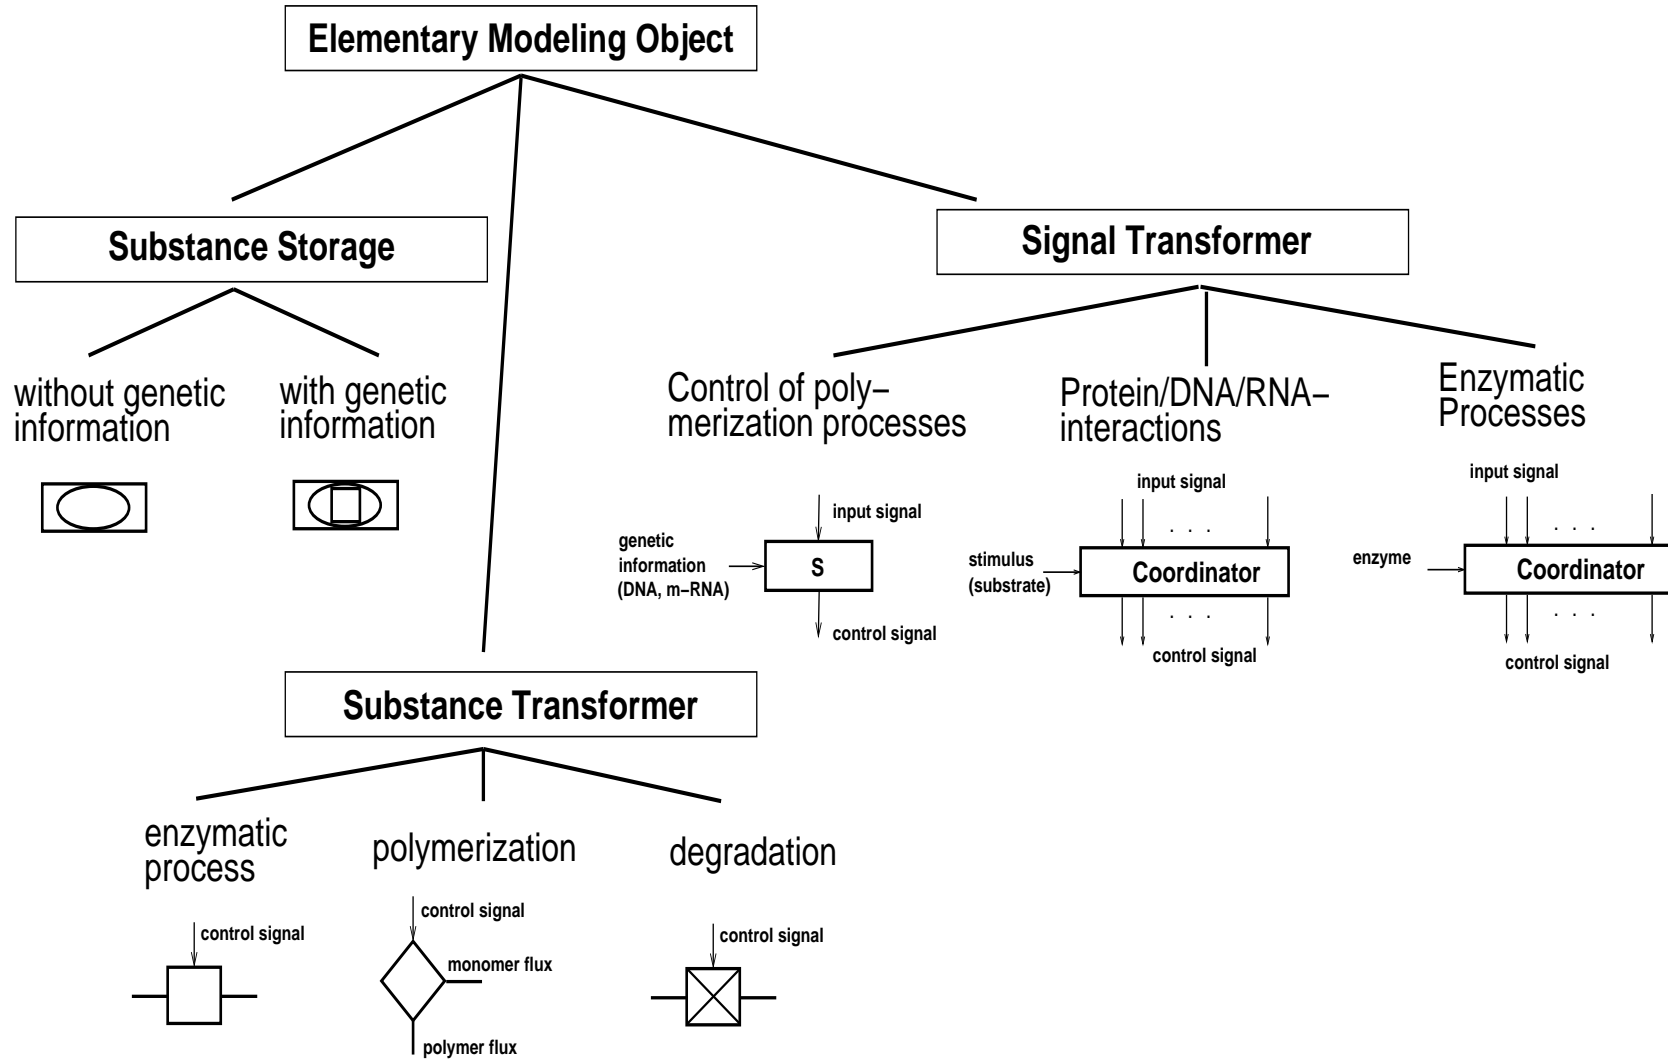 Elementary Modeling Object
Substance Storage
Signal Transformer
without genetic
information
with genetic
information
Control of poly–
merization processes
Protein/DNA/RNA–
interactions
Enzymatic
Processes
input signal
genetic
information
(DNA, m–RNA)
S
control signal
input signal
. . .
stimulus
(substrate)
Coordinator
. . .
control signal
input signal
. . .
enzyme
Coordinator
. . .
control signal
Substance Transformer
enzymatic
process
polymerization
degradation
control signal
control signal
monomer flux
polymer flux
control signal